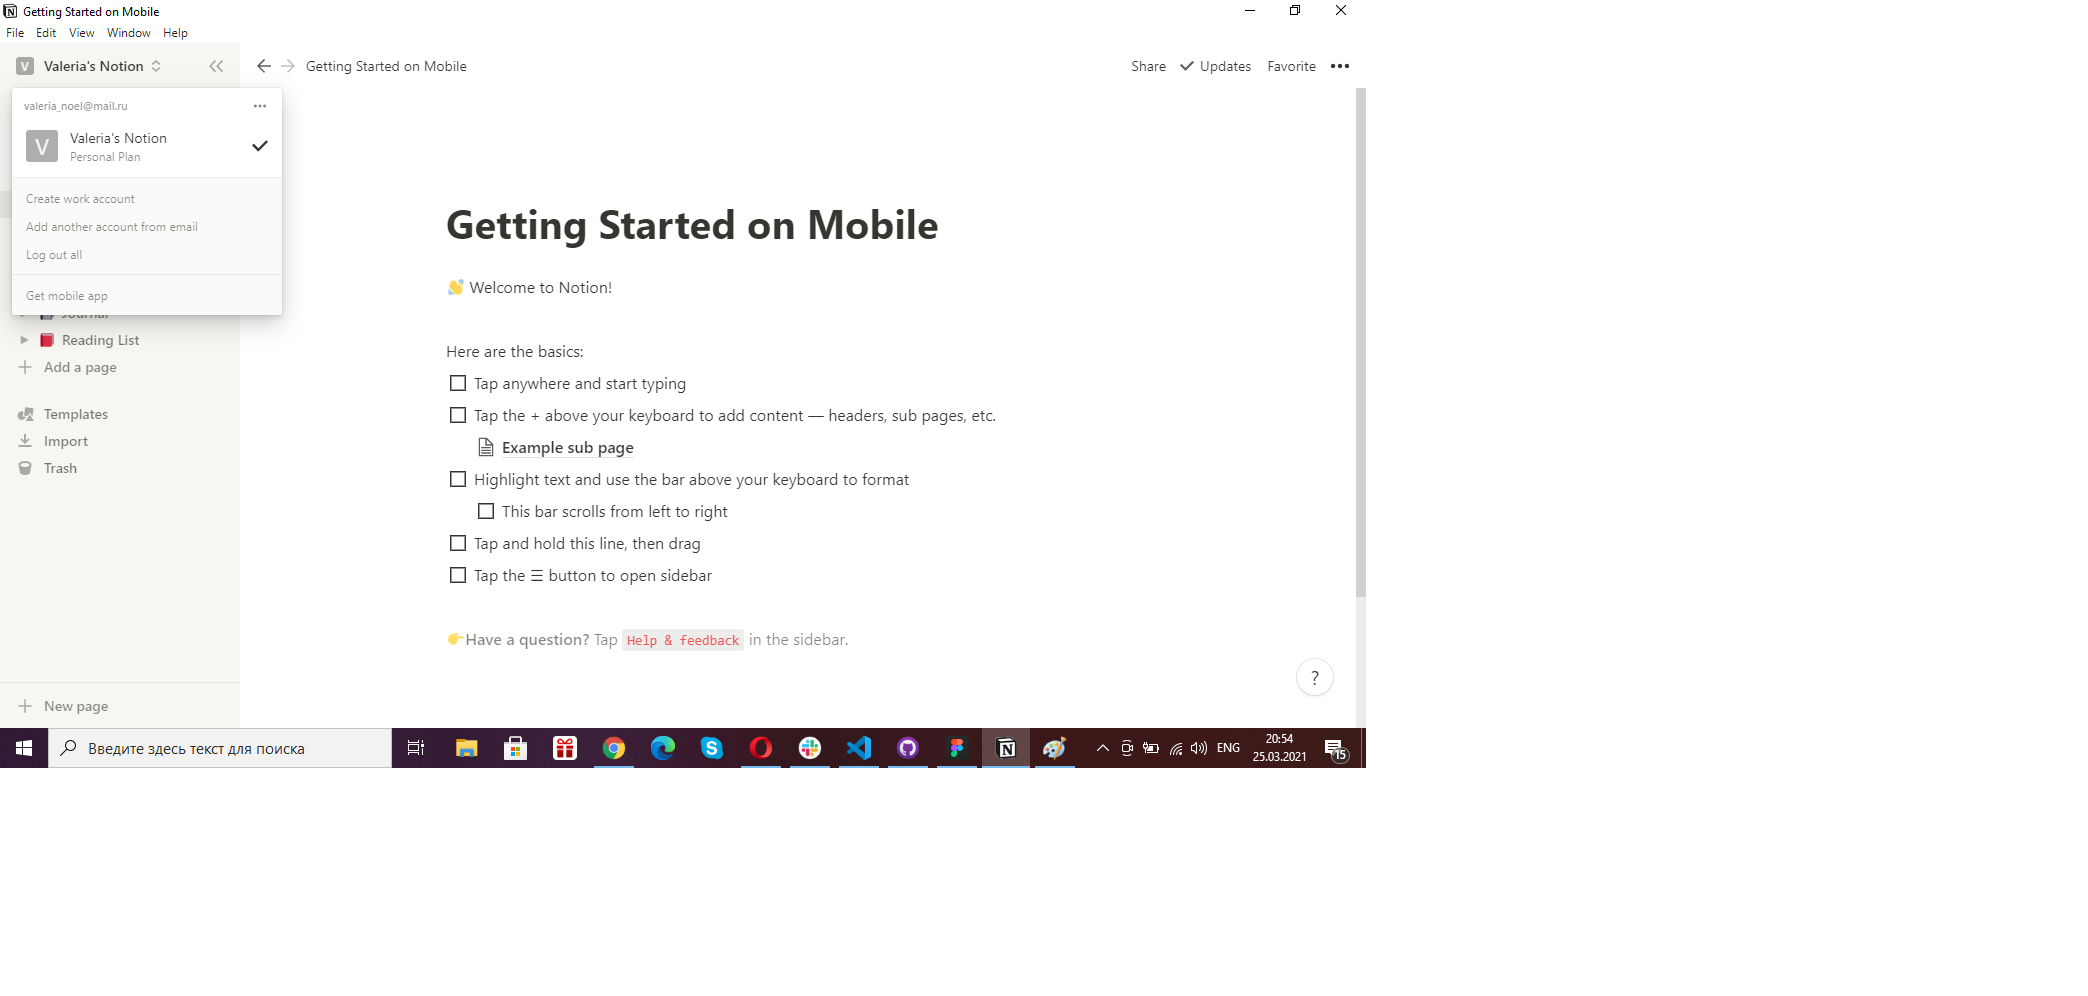 Getting Started on Mobile
File Edit View Window Help
V Valeria's Notion
Getting Started on Mobile
Share Updates Favorite •••
valeria_noel@mail.ru •••
V Valeria's Notion
Personal Plan
Create work account
Add another account from email
Log out all
Get mobile app
Journal
Reading List
Add a page
Templates
Import
Trash
New page
Getting Started on Mobile
👋 Welcome to Notion!
Here are the basics:
Tap anywhere and start typing
Tap the + above your keyboard to add content — headers, sub pages, etc.
Example sub page
Highlight text and use the bar above your keyboard to format
This bar scrolls from left to right
Tap and hold this line, then drag
Tap the ☰ button to open sidebar
👉Have a question? Tap Help & feedback in the sidebar.
?
Введите здесь текст для поиска
ENG
20:54
25.03.2021
15